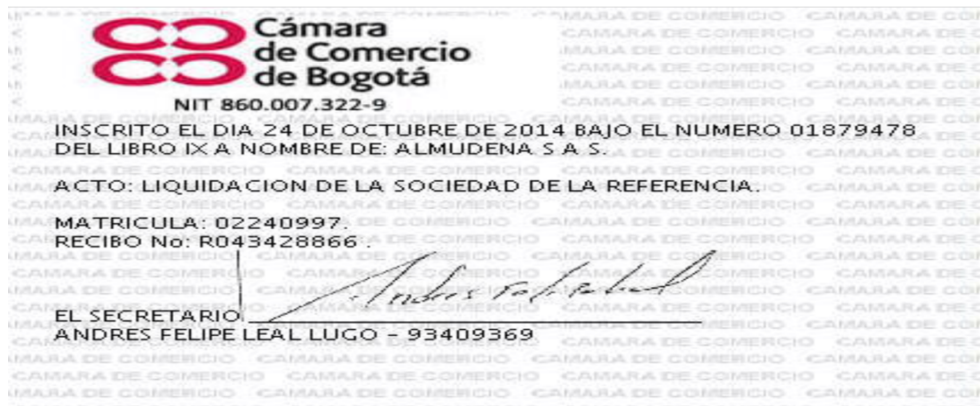 Cámara
de Comercio
de Bogotá
NIT 860.007.322-9
INSCRITO EL DIA 24 DE OCTUBRE DE 2014 BAJO EL NUMERO 01879478
DEL LIBRO IX A NOMBRE DE: ALMUDENA S A S.
ACTO: LIQUIDACION DE LA SOCIEDAD DE LA REFERENCIA.
MATRICULA: 02240997.
RECIBO No: R043428866 .
EL SECRETARIO
ANDRES FELIPE LEAL LUGO – 93409369